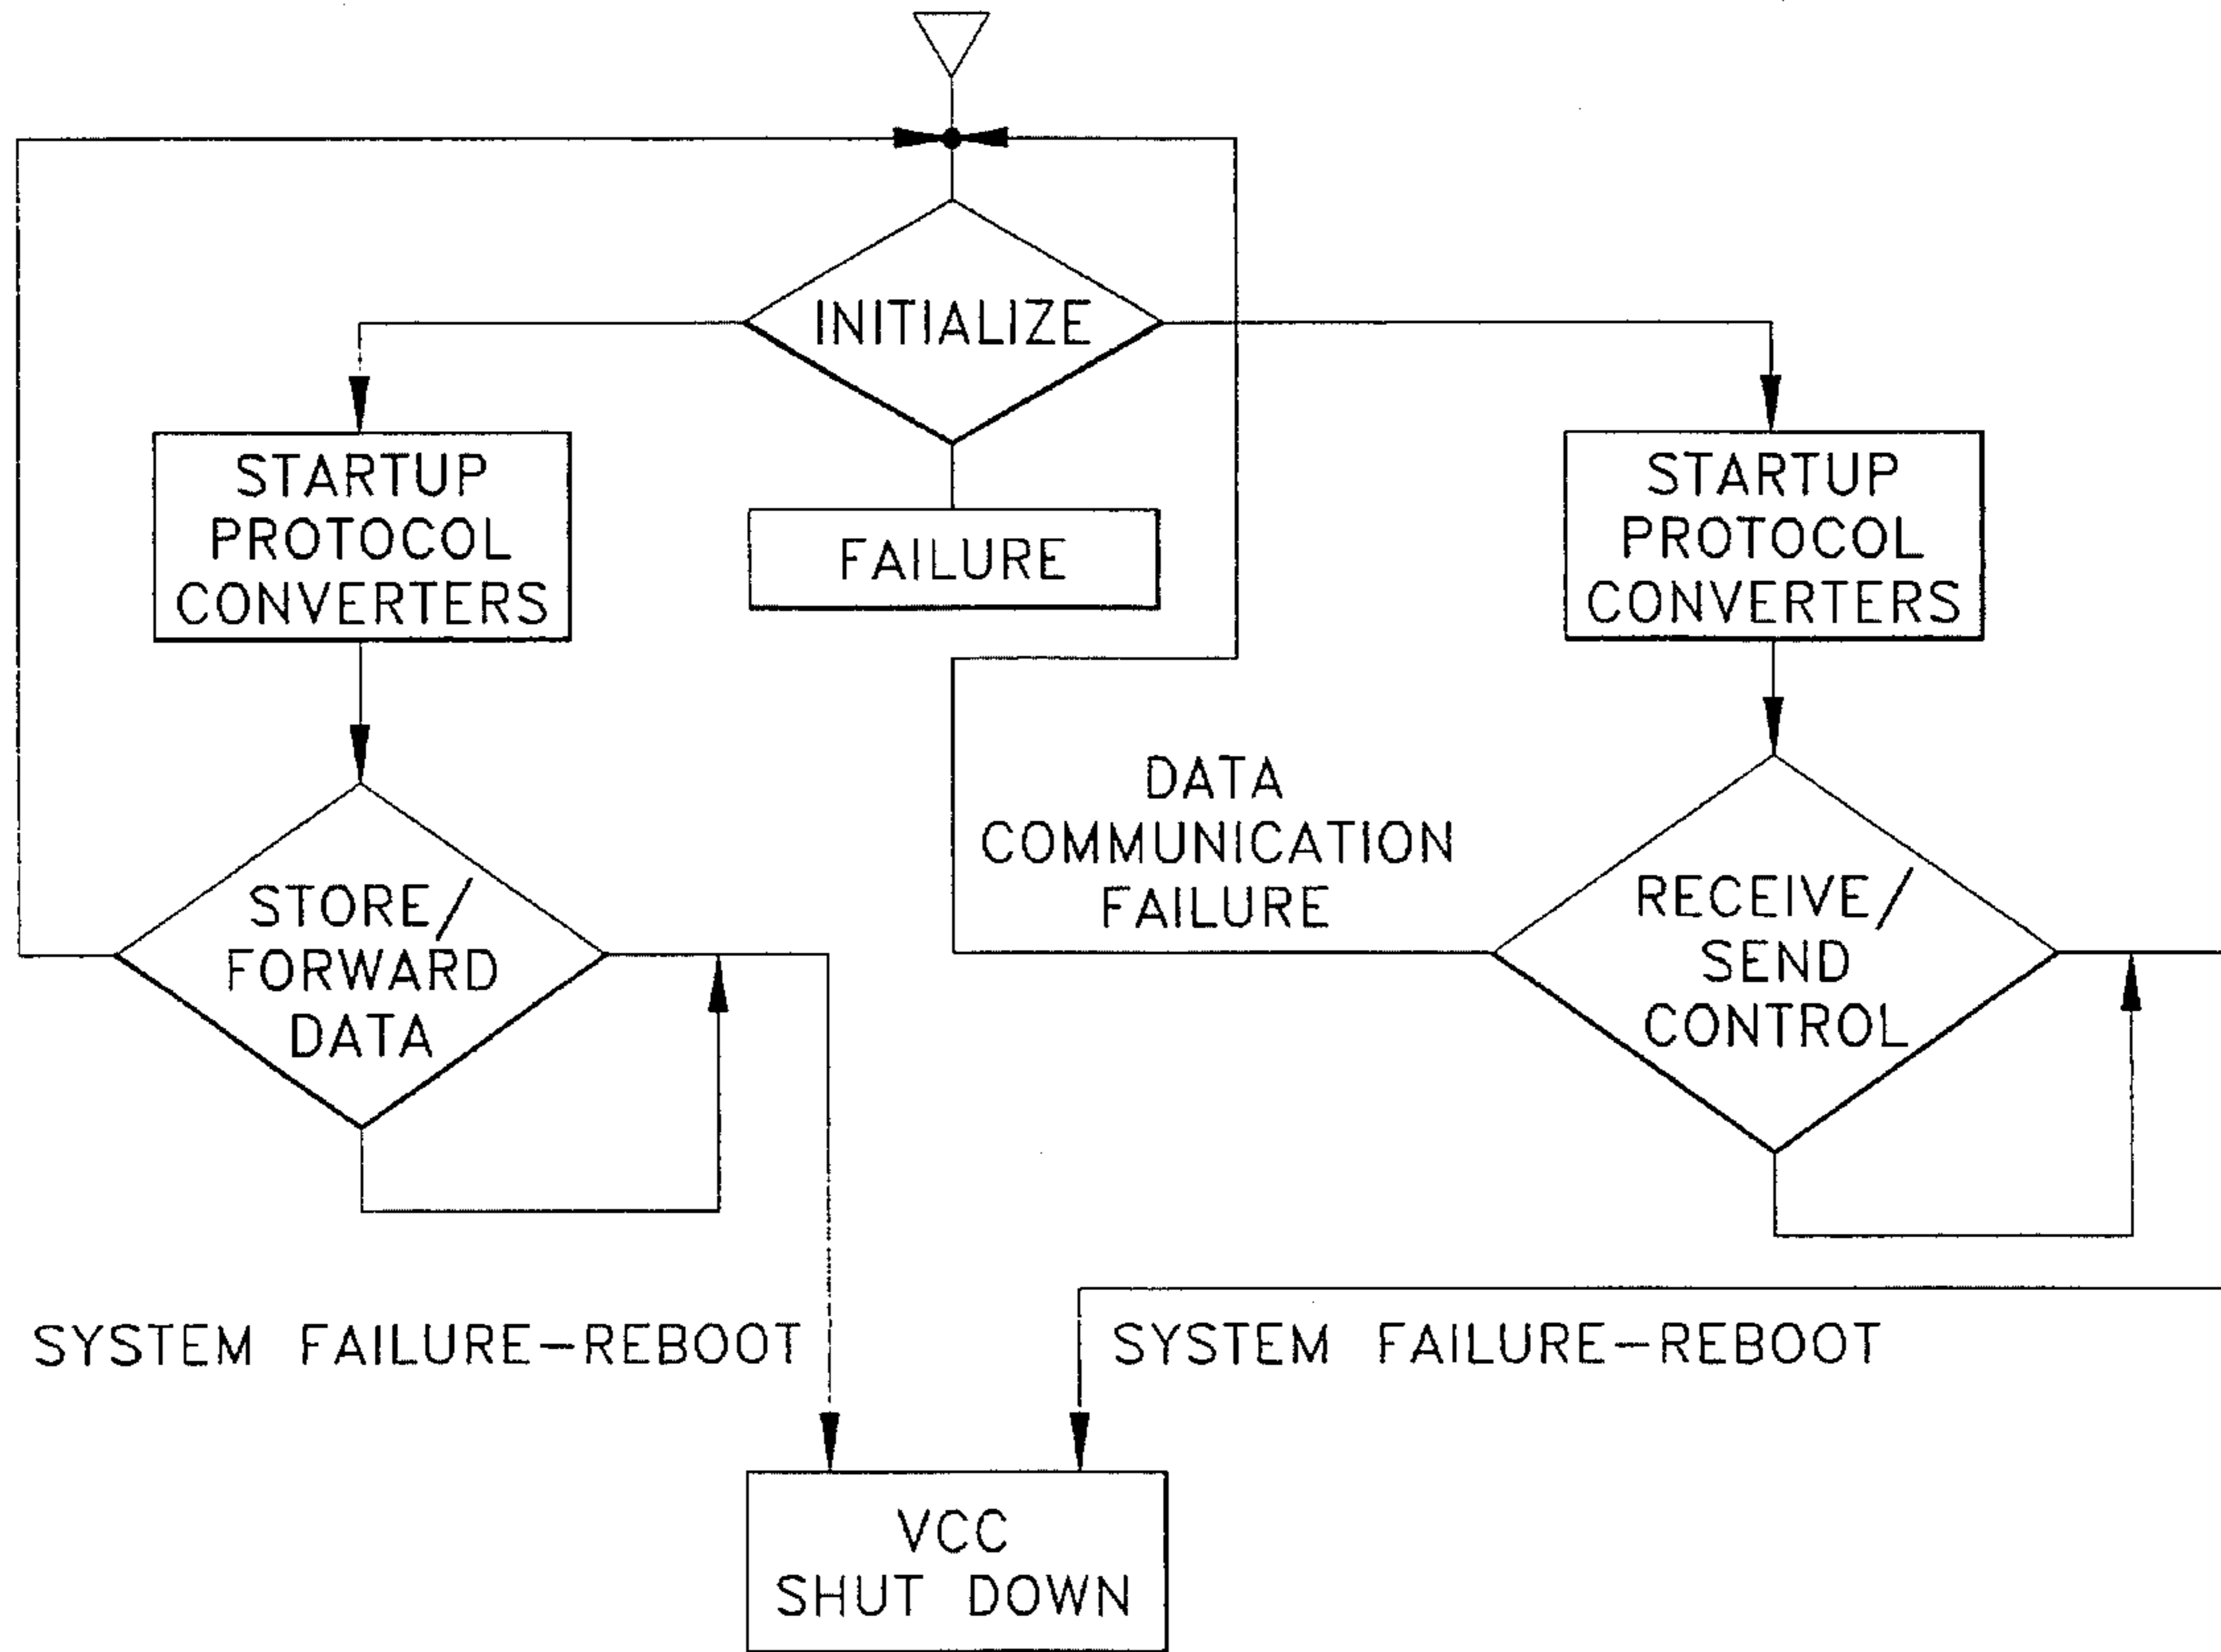 INITIALIZE
STARTUP
PROTOCOL
CONVERTERS
FAILURE
STARTUP
PROTOCOL
CONVERTERS
DATA
COMMUNICATION
FAILURE
STORE/
FORWARD
DATA
RECEIVE/
SEND
CONTROL
SYSTEM FAILURE-REBOOT
SYSTEM FAILURE-REBOOT
VCC
SHUT DOWN